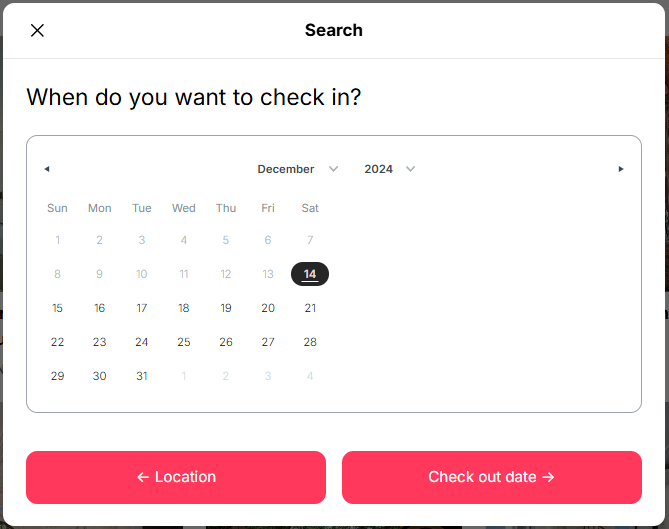 Search
When do you want to check in?
December 2024
Sun Mon Tue Wed Thu Fri Sat
1 2 3 4 5 6 7
8 9 10 11 12 13 14
15 16 17 18 19 20 21
22 23 24 25 26 27 28
29 30 31 1 2 3 4
← Location
Check out date →